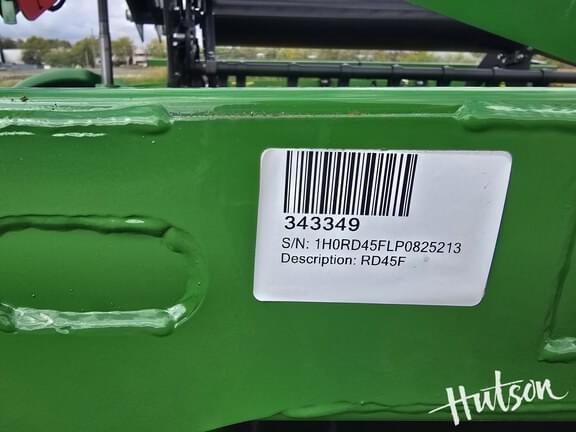 343349
S/N: 1H0RD45FLP0825213
Description: RD45F
Hutson